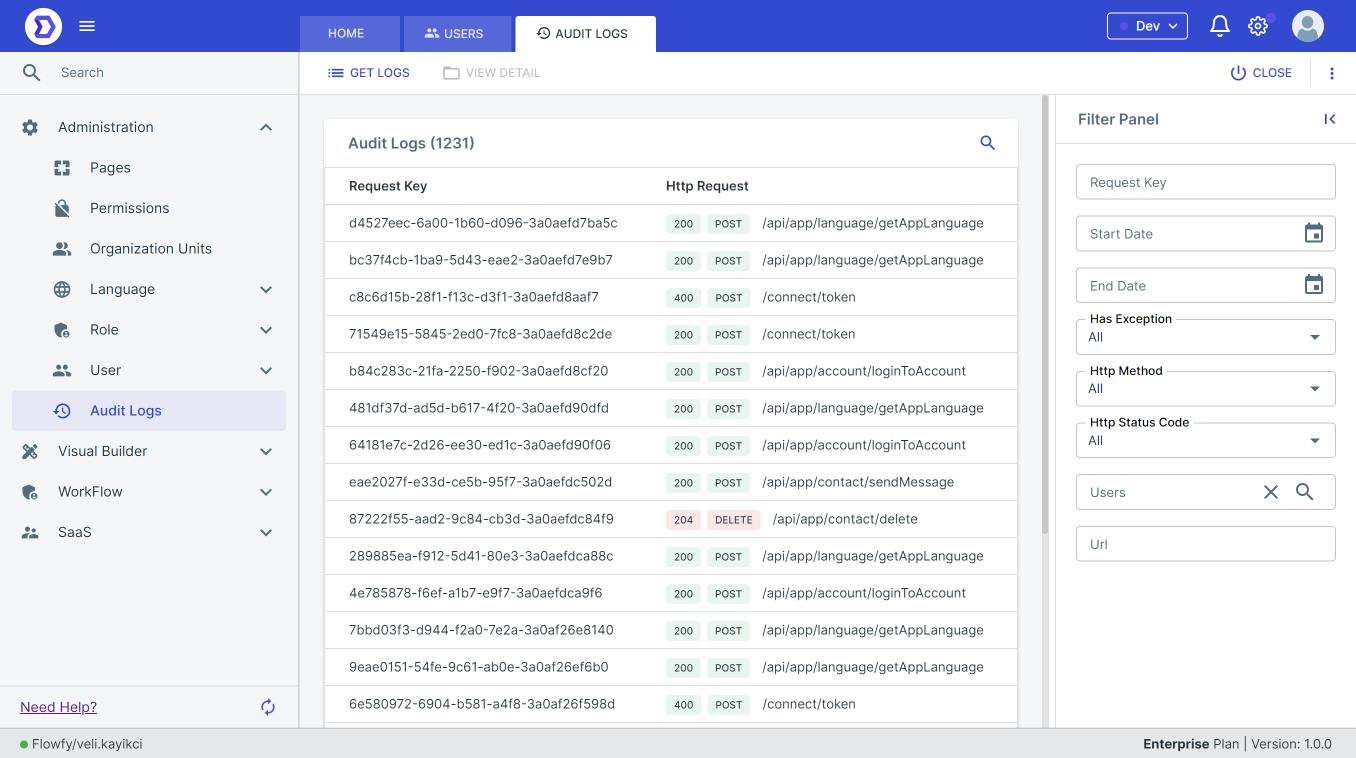 HOME
USERS
AUDIT LOGS
Dev
Search
GET LOGS
VIEW DETAIL
CLOSE
Administration
Pages
Permissions
Organization Units
Language
Role
User
Audit Logs
Visual Builder
WorkFlow
SaaS
Need Help?
Audit Logs (1231)
Request Key Http Request
d4527eec-6a00-1b60-d096-3a0aefd7ba5c 200 POST /api/app/language/getAppLanguage
bc37f4cb-1ba9-5d43-eae2-3a0aefd7e9b7 200 POST /api/app/language/getAppLanguage
c8c6d15b-28f1-f13c-d3f1-3a0aefd8aaf7 400 POST /connect/token
71549e15-5845-2ed0-7fc8-3a0aefd8c2de 200 POST /connect/token
b84c283c-21fa-2250-f902-3a0aefd8cf20 200 POST /api/app/account/loginToAccount
481df37d-ad5d-b617-4f20-3a0aefd90dfd 200 POST /api/app/language/getAppLanguage
64181e7c-2d26-ee30-ed1c-3a0aefd90f06 200 POST /api/app/account/loginToAccount
eae2027f-e33d-ce5b-95f7-3a0aefdc502d 200 POST /api/app/contact/sendMessage
87222f55-aad2-9c84-cb3d-3a0aefdc84f9 204 DELETE /api/app/contact/delete
289885ea-f912-5d41-80e3-3a0aefdca88c 200 POST /api/app/language/getAppLanguage
4e785878-f6ef-a1b7-e9f7-3a0aefdca9f6 200 POST /api/app/account/loginToAccount
7bbd03f3-d944-f2a0-7e2a-3a0af26e8140 200 POST /api/app/language/getAppLanguage
9eae0151-54fe-9c61-ab0e-3a0af26ef6b0 200 POST /api/app/language/getAppLanguage
6e580972-6904-b581-a4f8-3a0af26f598d 400 POST /connect/token
Filter Panel
Request Key
Start Date
End Date
Has Exception
All
Http Method
All
Http Status Code
All
Users
Url
Flowfy/veli.kayikci
Enterprise Plan | Version: 1.0.0